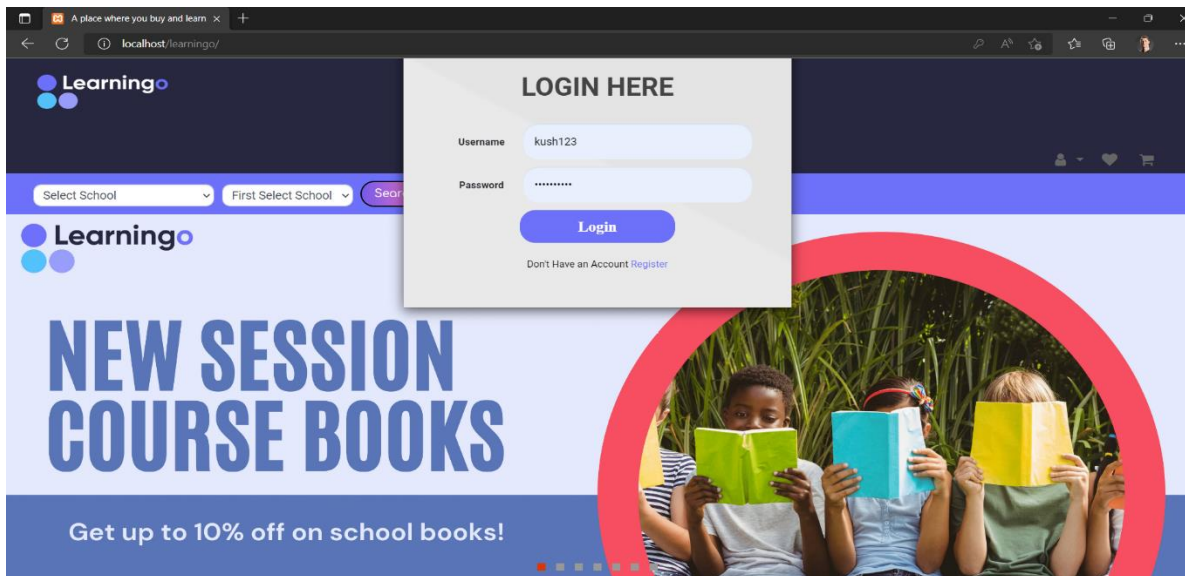 A place where you buy and learn
localhost/learningo/
Learningo
LOGIN HERE
Username kush123
Password ••••••••••
Login
Don't Have an Account Register
Select School First Select School
Learningo
NEW SESSION
COURSE BOOKS
Get up to 10% off on school books!